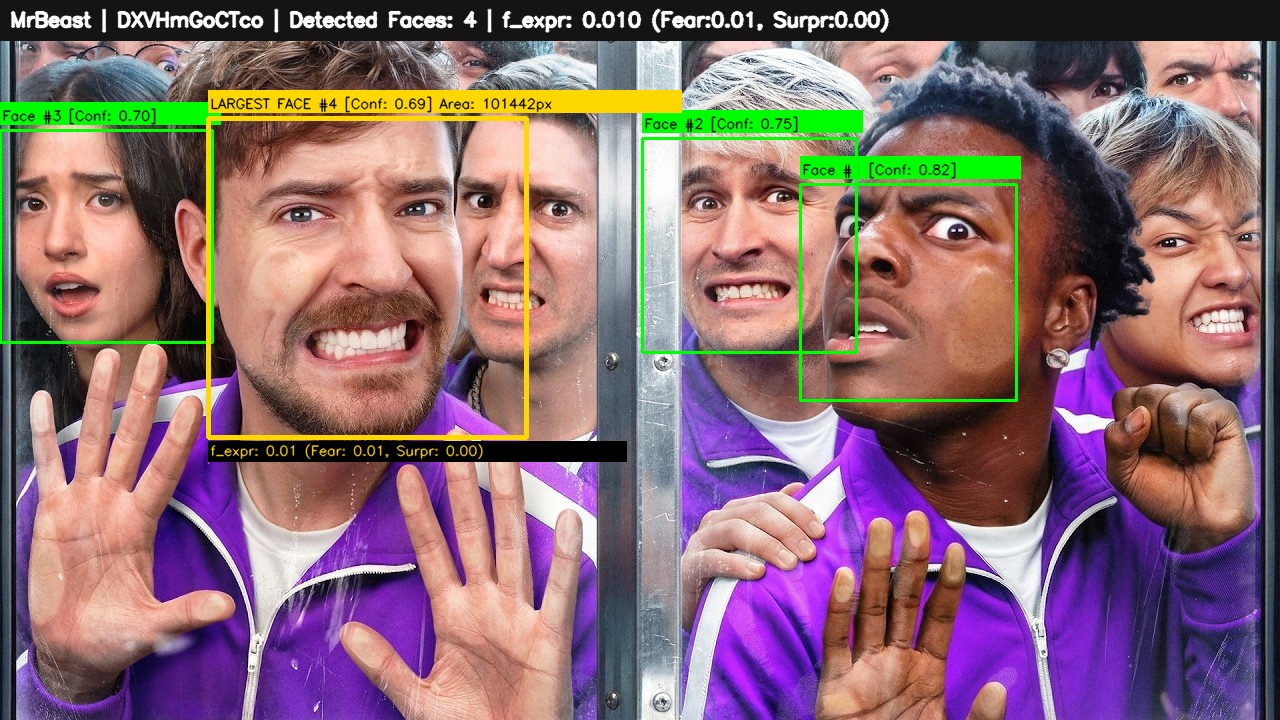 MrBeast | DXVHmGoCTco | Detected Faces: 4 | f_expr: 0.010 (Fear:0.01, Surpr:0.00)
LARGEST FACE #4 [Conf: 0.69] Area: 101442px
Face #3 [Conf: 0.70]
Face #2 [Conf: 0.75]
Face # [Conf: 0.82]
f_expr: 0.01 (Fear: 0.01, Surpr: 0.00)